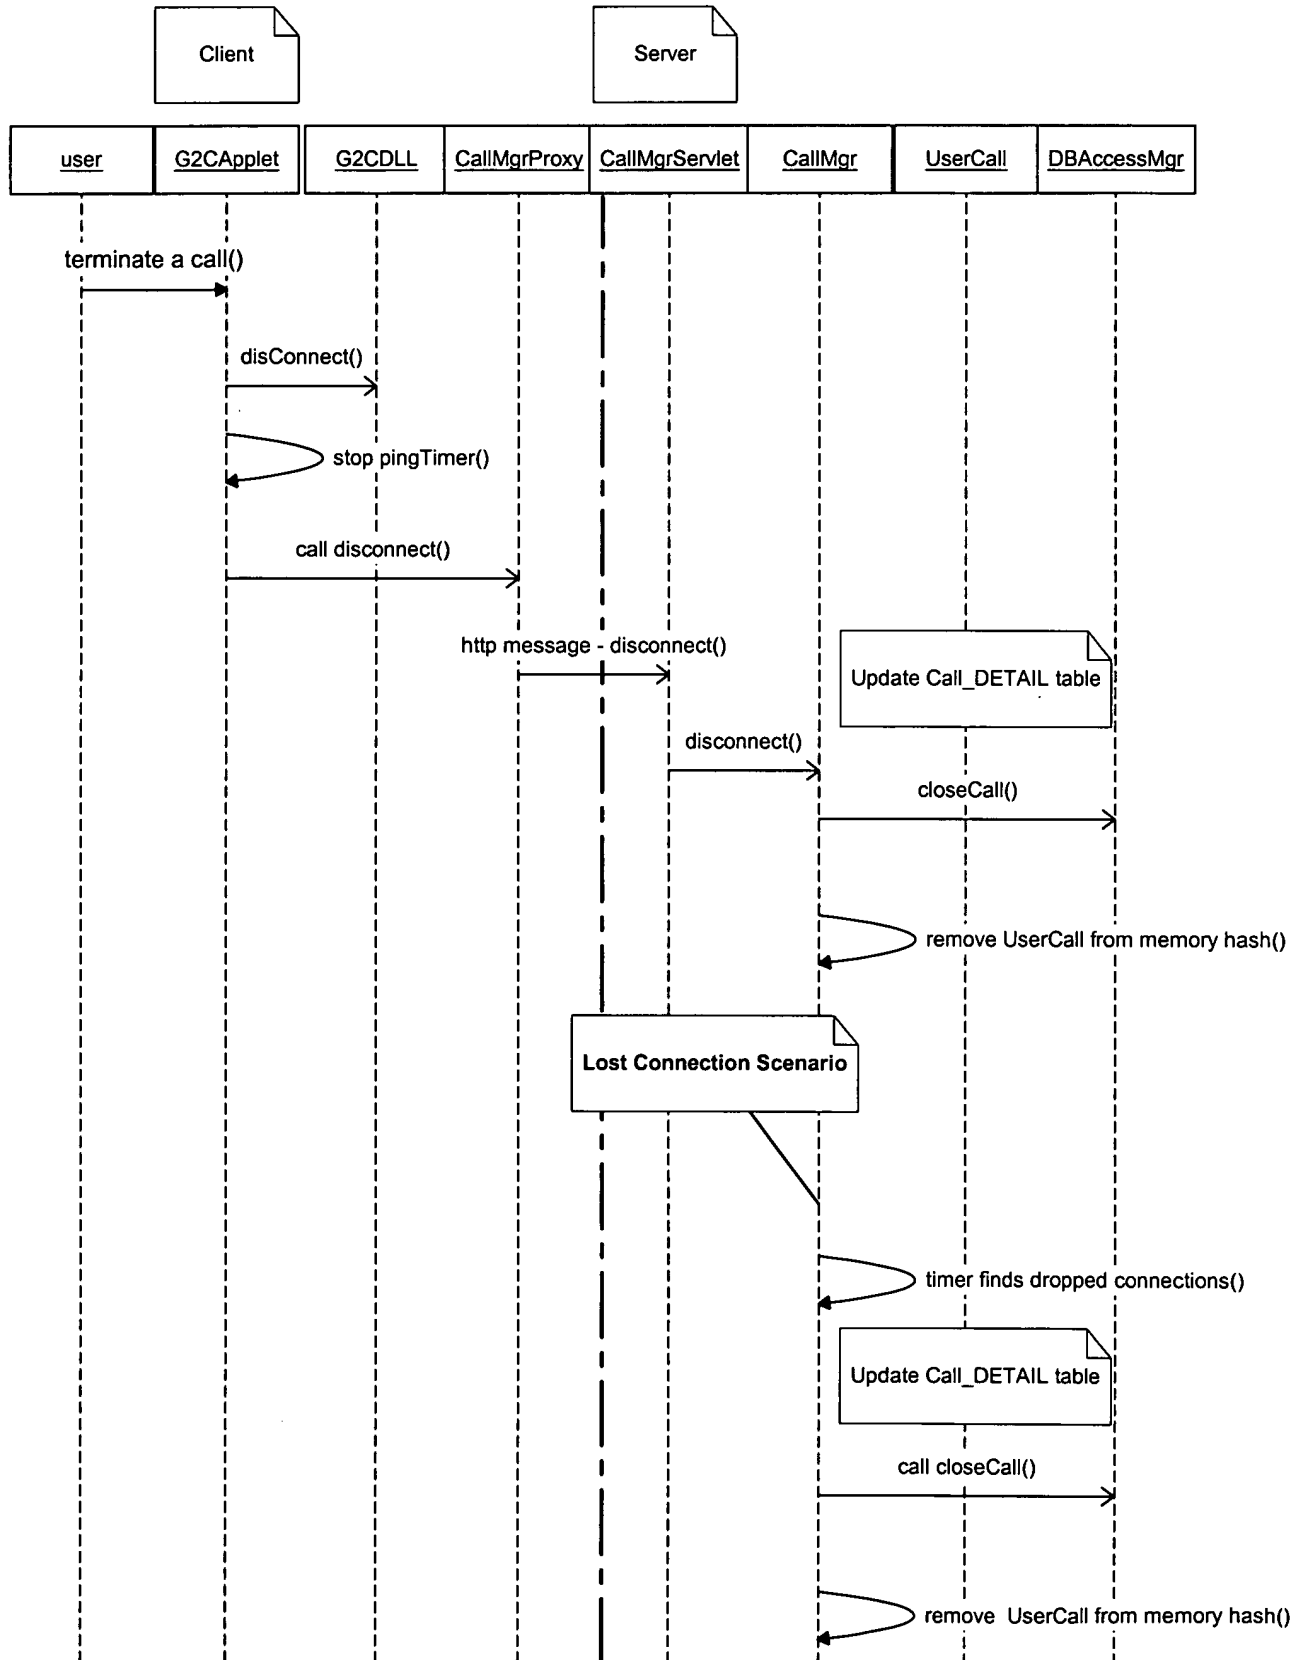 Client
Server
user
G2CApplet
G2CDLL
CallMgrProxy
CallMgrServlet
CallMgr
UserCall
DBAccessMgr
terminate a call()
disConnect()
stop pingTimer()
call disconnect()
http message - disconnect()
Update Call_DETAIL table
disconnect()
closeCall()
remove UserCall from memory hash()
Lost Connection Scenario
timer finds dropped connections()
Update Call_DETAIL table
call closeCall()
remove UserCall from memory hash()